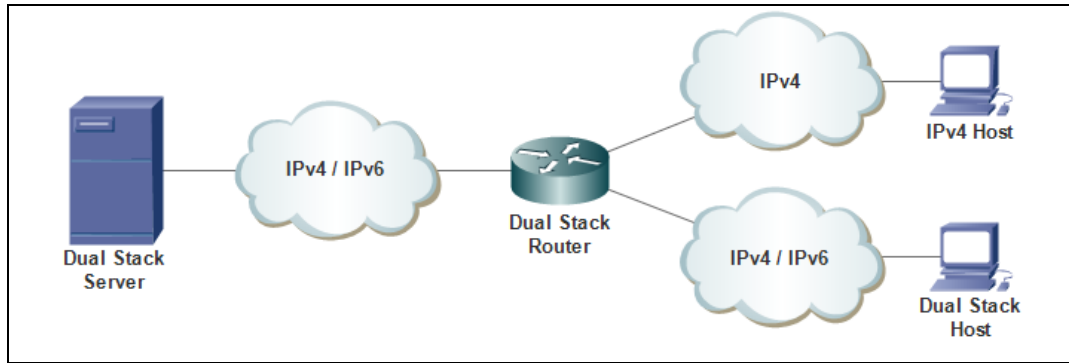 IPv4
IPv4 Host
IPv4 / IPv6
Dual Stack
Server
Dual Stack
Router
IPv4 / IPv6
Dual Stack
Host